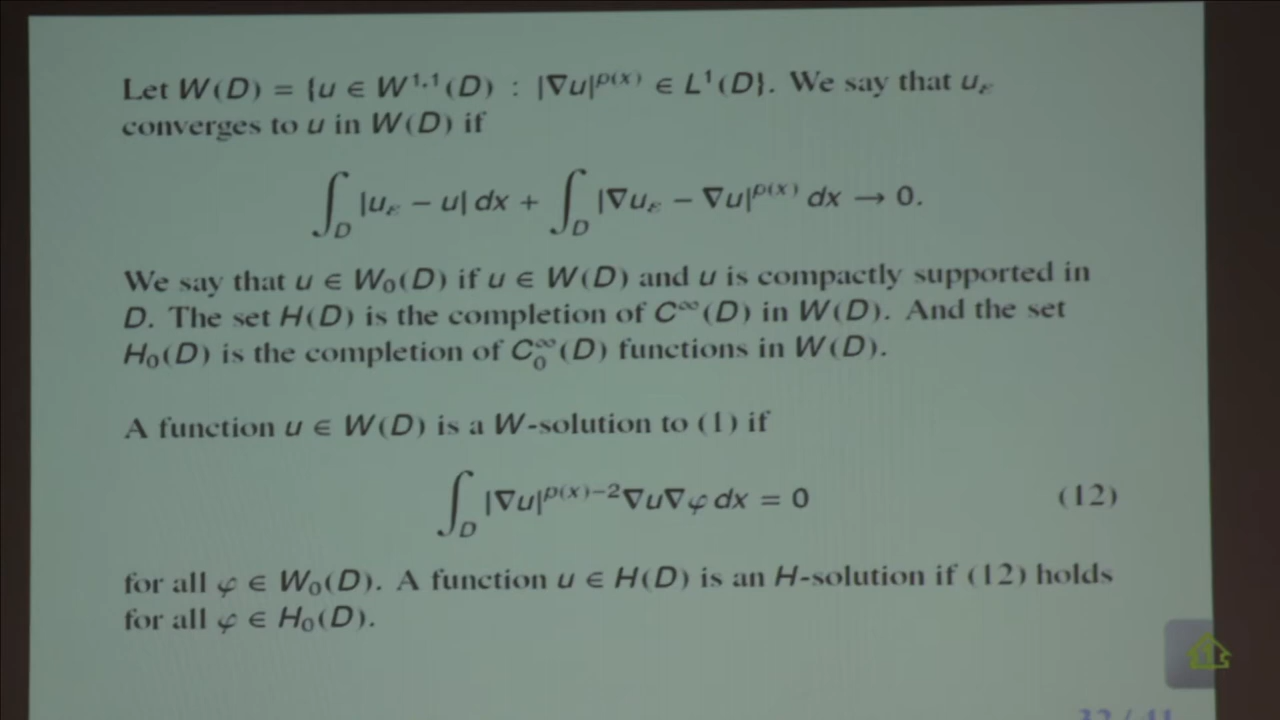 Let W(D) = {u ∈ W^{1,1}(D) : |∇u|^{p(x)} ∈ L^1(D}. We say that u_ε
converges to u in W(D) if
∫_D |u_ε − u| dx + ∫_D |∇u_ε − ∇u|^{p(x)} dx → 0.
We say that u ∈ W_0(D) if u ∈ W(D) and u is compactly supported in
D. The set H(D) is the completion of C^∞(D) in W(D). And the set
H_0(D) is the completion of C_0^∞(D) functions in W(D).
A function u ∈ W(D) is a W-solution to (1) if
∫_D |∇u|^{p(x)−2}∇u∇φ dx = 0 (12)
for all φ ∈ W_0(D). A function u ∈ H(D) is an H-solution if (12) holds
for all φ ∈ H_0(D).